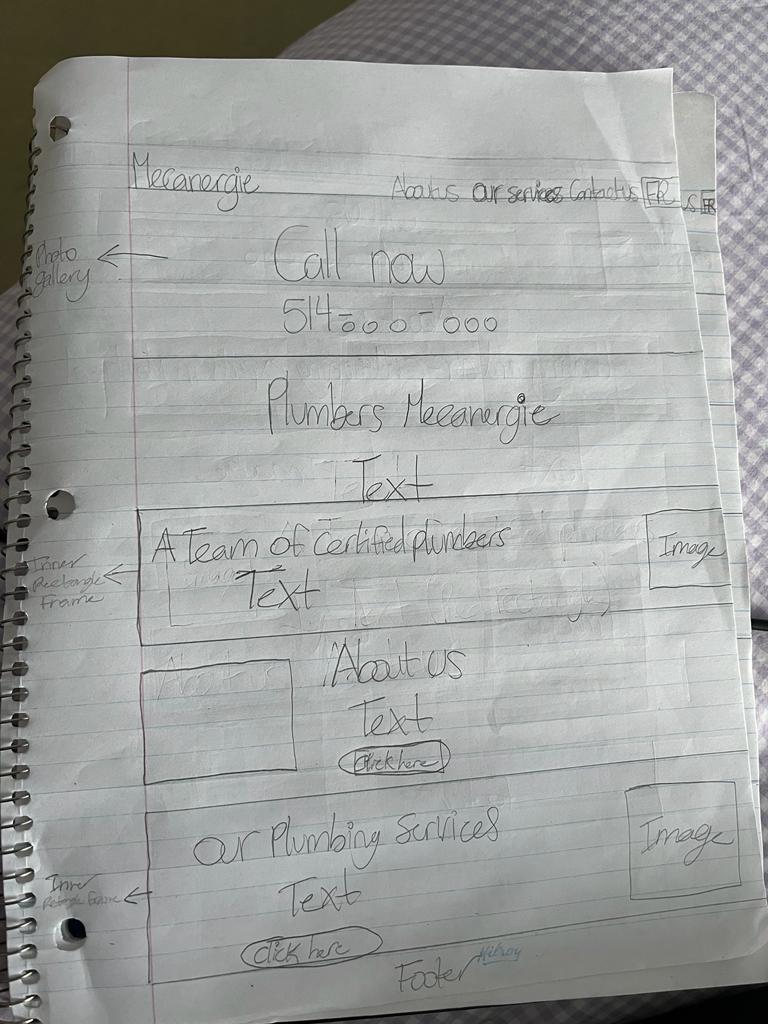 Mecanergie
About us our services Contact us FR
Photo
gallery
Call now
514-000-000
Plumbers Mecanergie
Text
A Team of Certified plumbers
Image
Inner
Rectangle
Frame
Text
About us
Text
Click here
Our Plumbing Services
Image
Text
Inner
Rectangle Frame
Click here
Footer